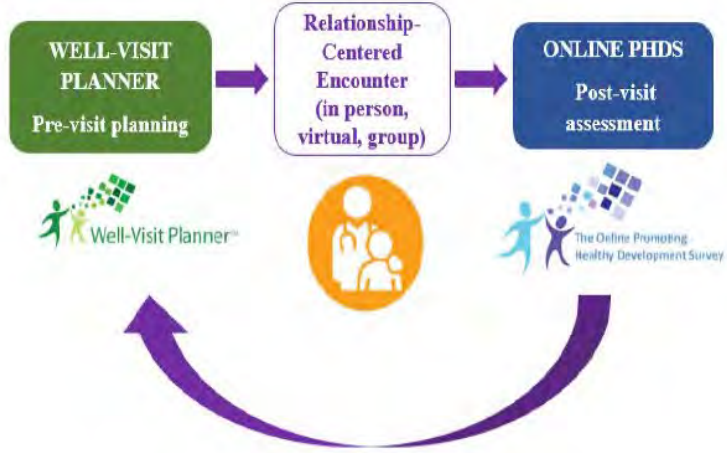 WELL-VISIT
PLANNER
Pre-visit planning
Relationship-
Centered
Encounter
(in person,
virtual, group)
ONLINE PHDS
Post-visit
assessment
Well-Visit Planner™
The Online Promoting
Healthy Development Survey